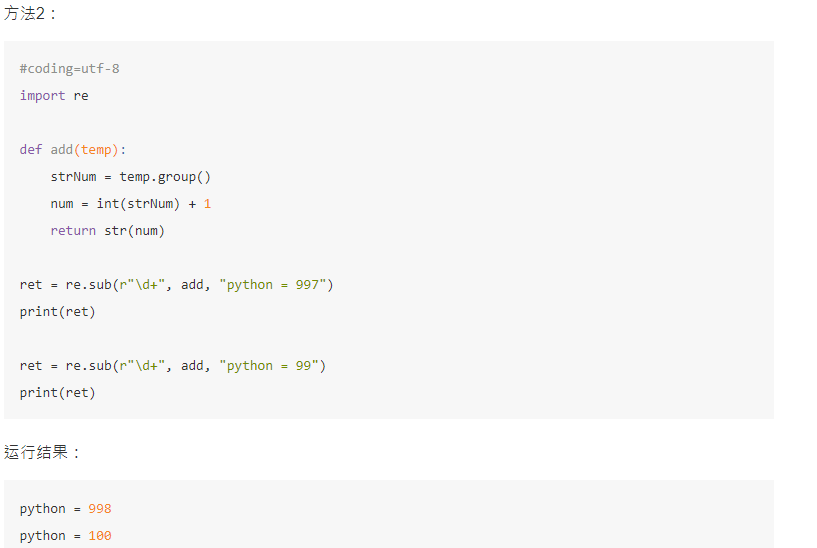 方法2：
#coding=utf-8
import re
def add(temp):
    strNum = temp.group()
    num = int(strNum) + 1
    return str(num)
ret = re.sub(r"\d+", add, "python = 997")
print(ret)
ret = re.sub(r"\d+", add, "python = 99")
print(ret)
运行结果：
python = 998
python = 100